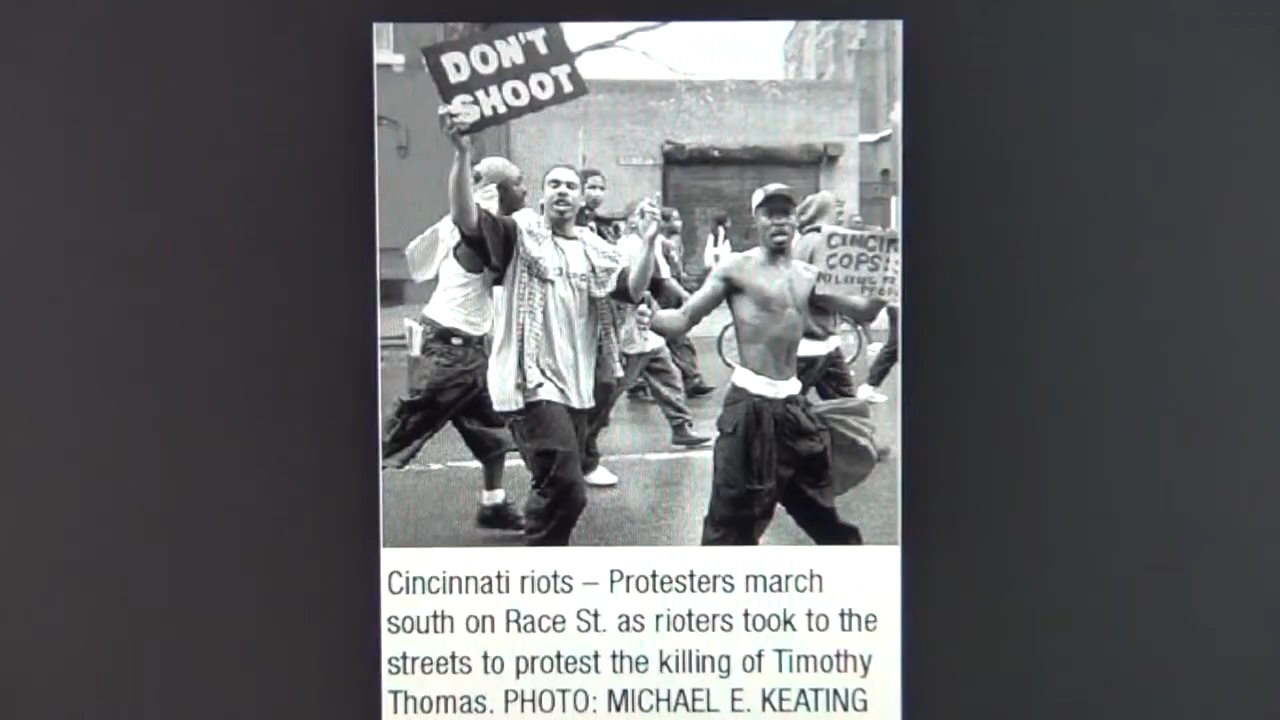 DON'T
SHOOT
COPS
Cincinnati riots – Protesters march
south on Race St. as rioters took to the
streets to protest the killing of Timothy
Thomas. PHOTO: MICHAEL E. KEATING